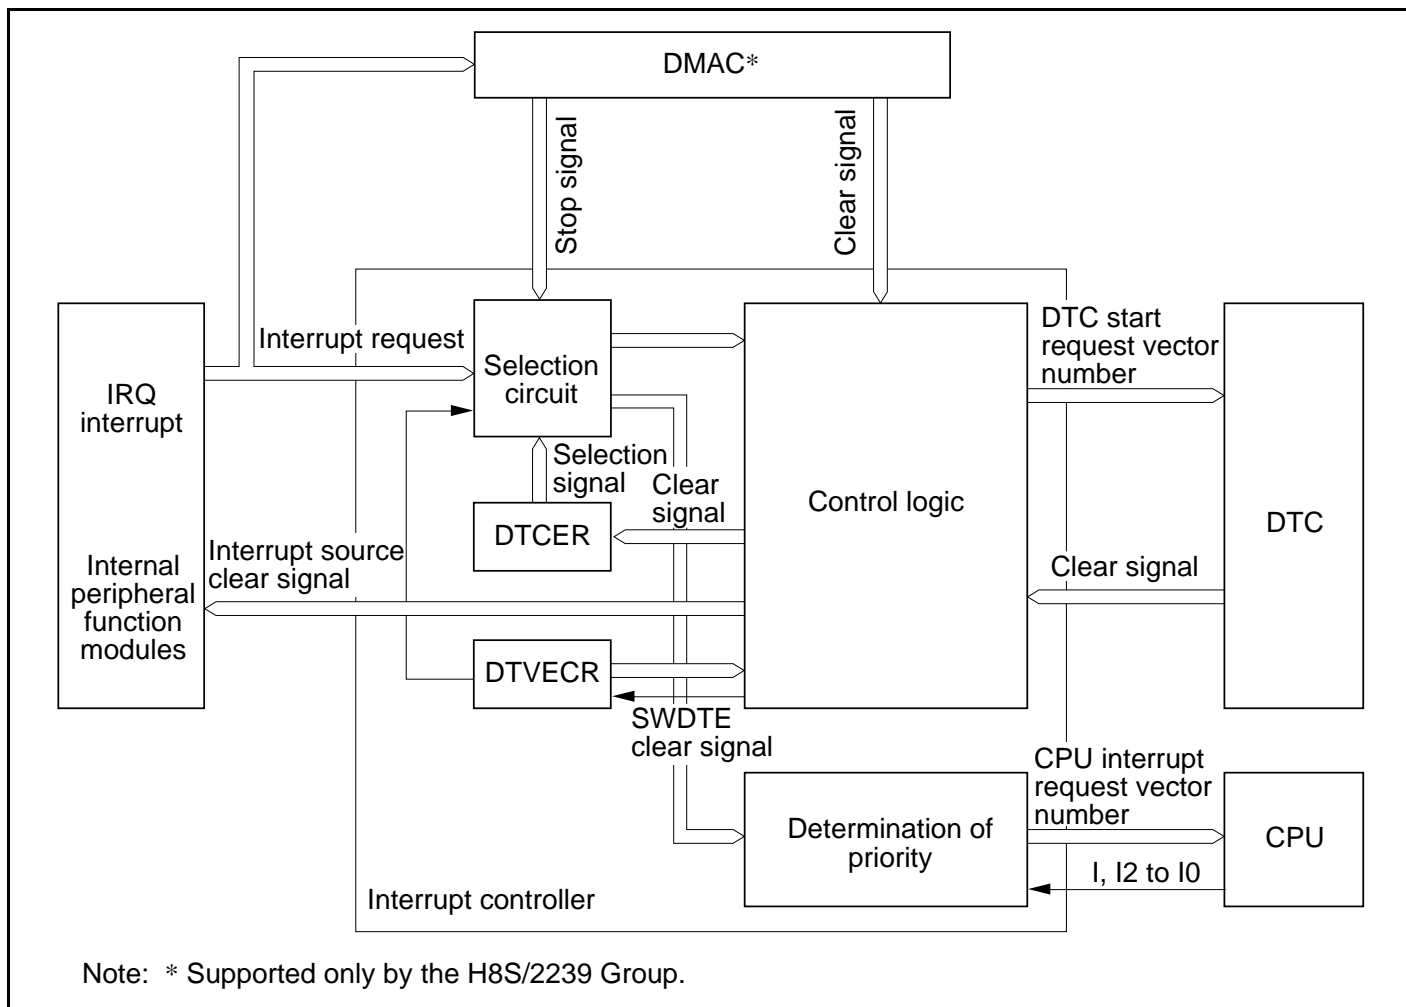 DMAC*
Stop signal
Clear signal
Interrupt request
Selection
circuit
DTC start
request vector
number
IRQ
interrupt
Selection
signal
Clear
signal
Control logic
DTC
DTCER
Interrupt source
clear signal
Internal
peripheral
function
modules
Clear signal
DTVECR
SWDTE
clear signal
CPU interrupt
request vector
number
Determination of
priority
CPU
I, I2 to I0
Interrupt controller
Note: * Supported only by the H8S/2239 Group.